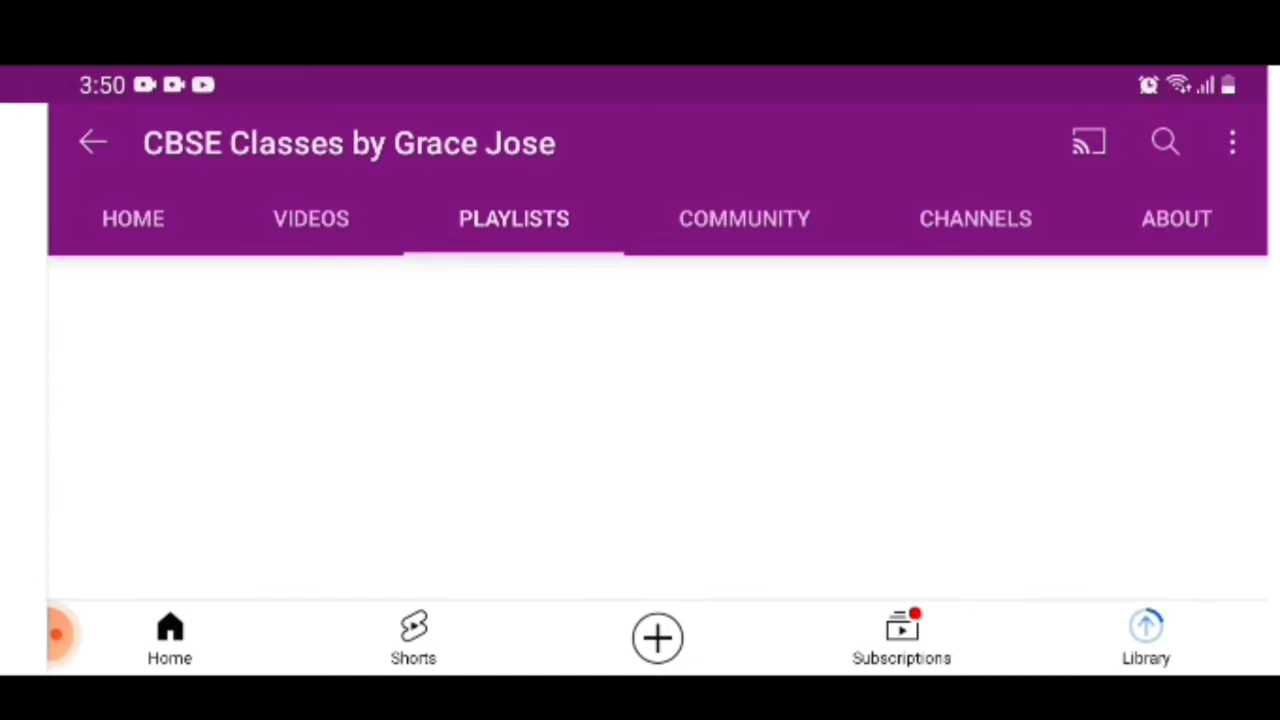 3:50
CBSE Classes by Grace Jose
HOME VIDEOS PLAYLISTS COMMUNITY CHANNELS ABOUT
Home Shorts Subscriptions Library